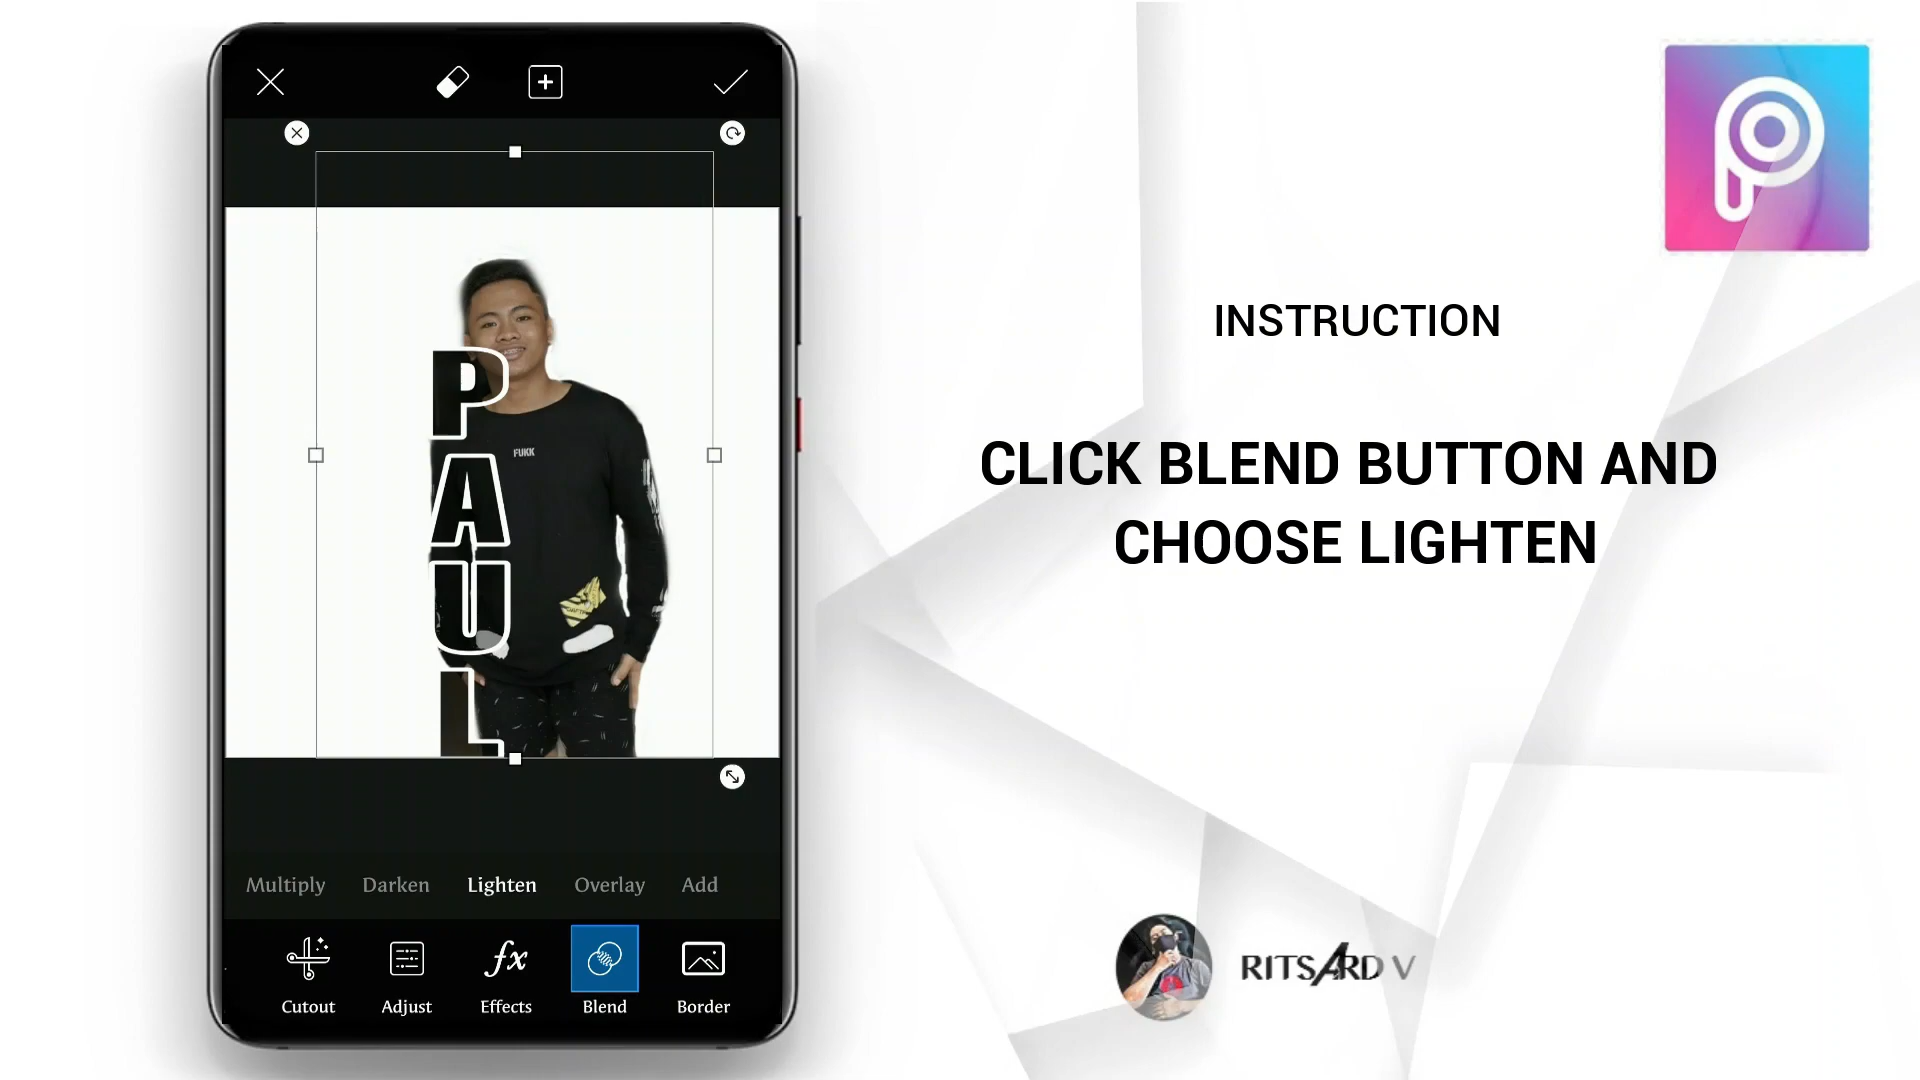 INSTRUCTION
CLICK BLEND BUTTON AND
CHOOSE LIGHTEN
PAUL
FUKK
Multiply Darken Lighten Overlay Add
fx
Cutout Adjust Effects Blend Border
RITSARD V